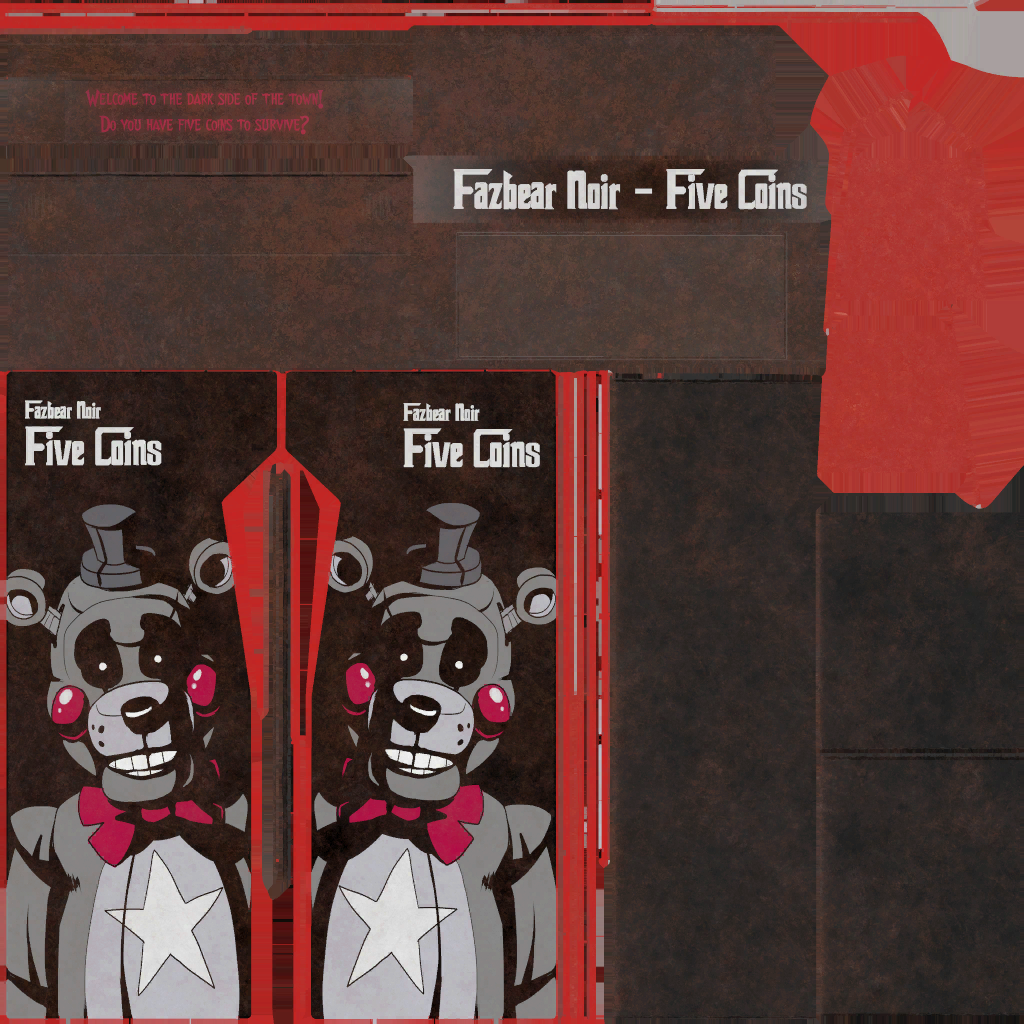 Welcome to the dark side of the town!
Do you have five coins to survive?
Fazbear Noir - Five Coins
Fazbear Noir
Five Coins
Fazbear Noir
Five Coins